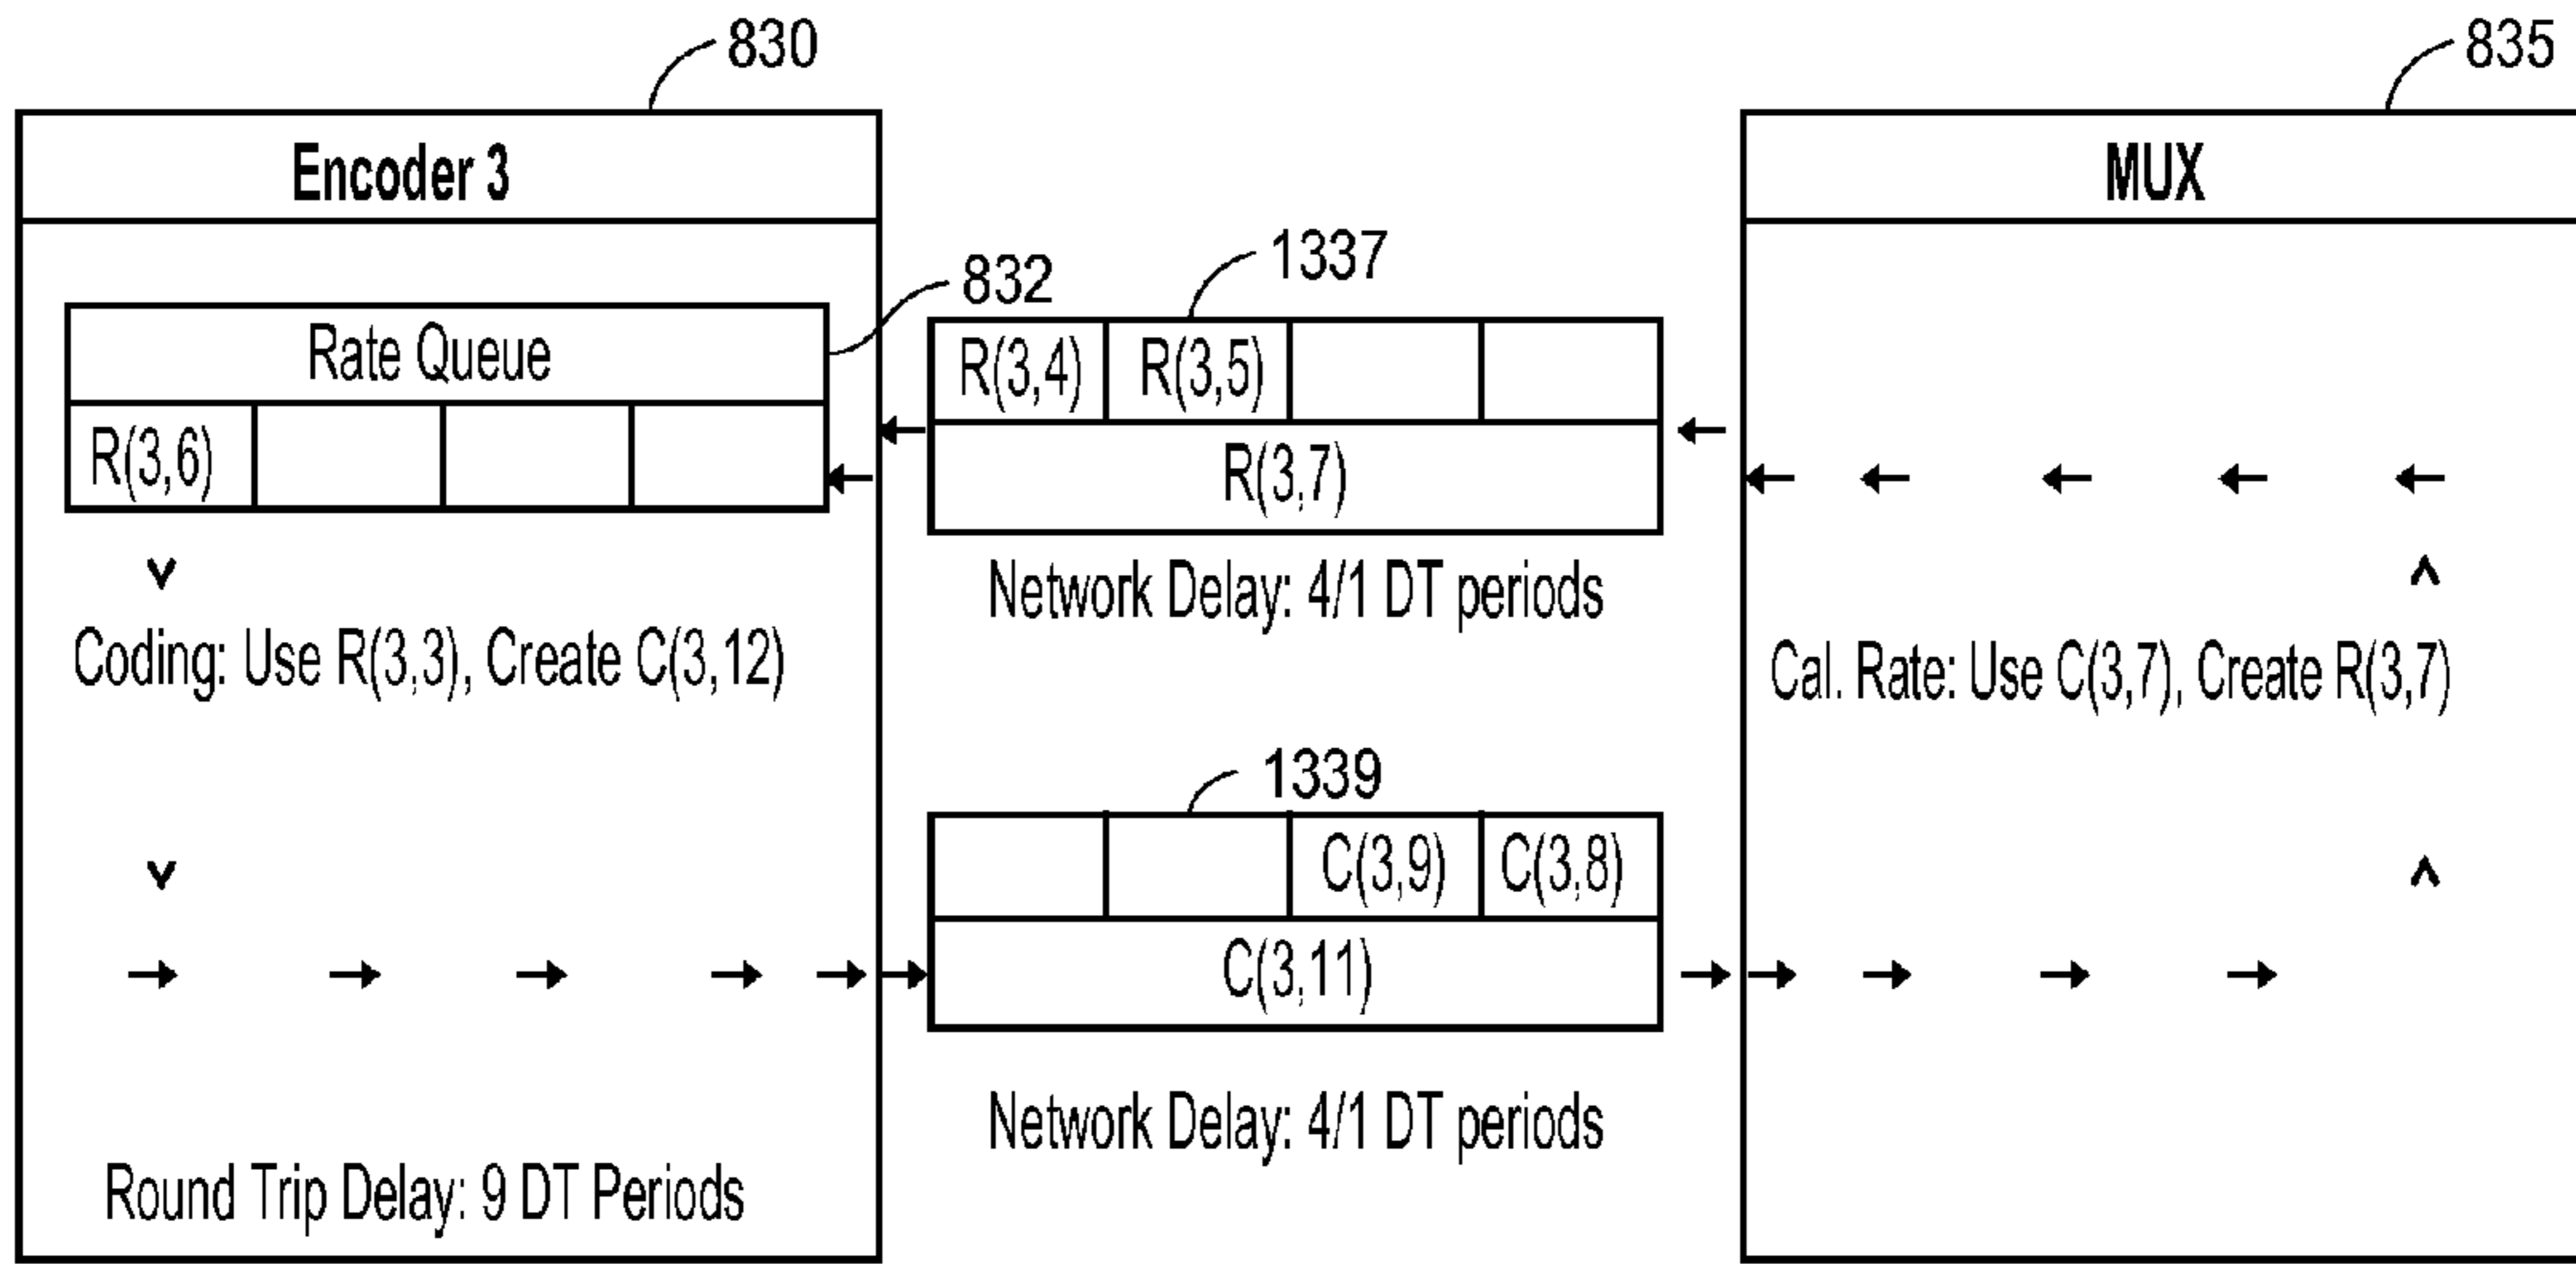 830
835
Encoder 3
MUX
1337
832
Rate Queue
R(3,4) R(3,5)
R(3,6)
R(3,7)
Network Delay: 4/1 DT periods
Coding: Use R(3,3), Create C(3,12)
Cal. Rate: Use C(3,7), Create R(3,7)
1339
C(3,9) C(3,8)
C(3,11)
Network Delay: 4/1 DT periods
Round Trip Delay: 9 DT Periods